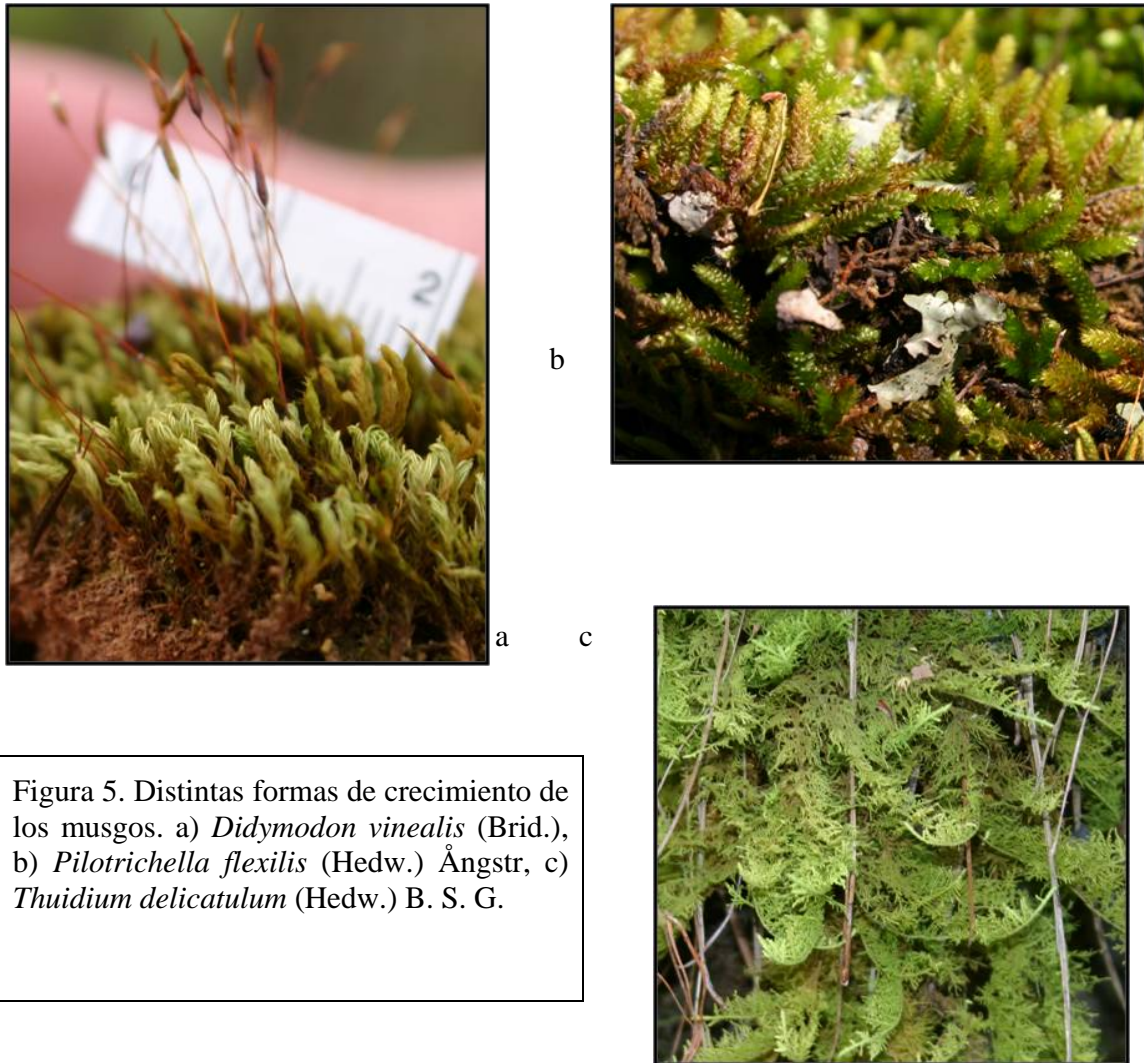 0
2
b
a c
Figura 5. Distintas formas de crecimiento de
los musgos. a) Didymodon vinealis (Brid.),
b) Pilotrichella flexilis (Hedw.) Ångstr, c)
Thuidium delicatulum (Hedw.) B. S. G.